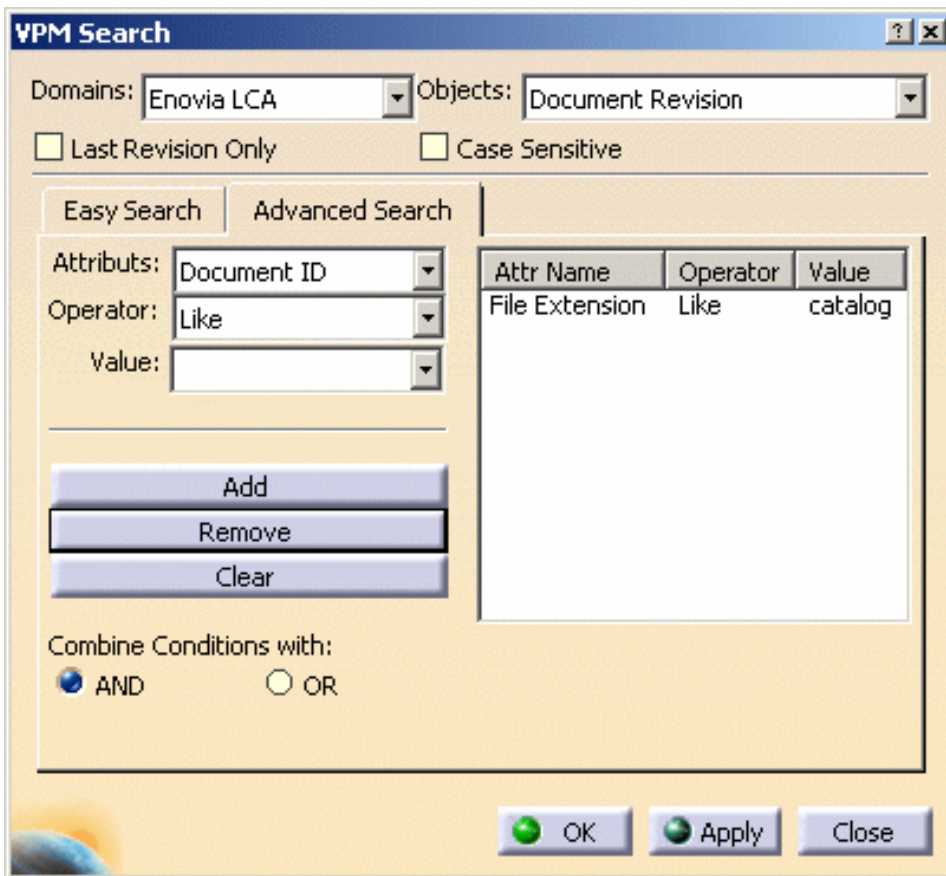 VPM Search
Domains: Enovia LCA Objects: Document Revision
Last Revision Only Case Sensitive
Easy Search Advanced Search
Attributs: Document ID
Operator: Like
Value:
Attr Name Operator Value
File Extension Like catalog
Add
Remove
Clear
Combine Conditions with:
AND OR
OK Apply Close